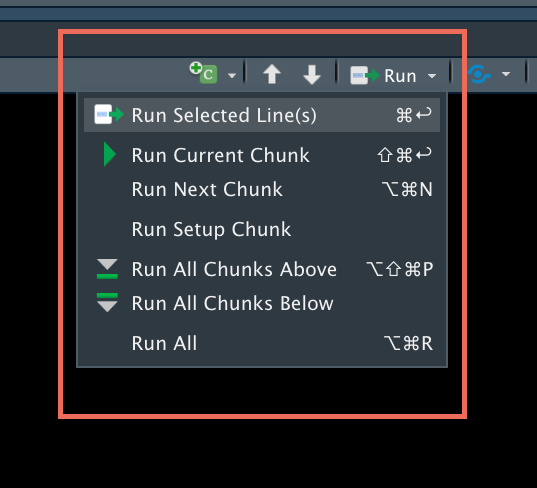 C Run
Run Selected Line(s) ⌘↩
Run Current Chunk ⇧⌘↩
Run Next Chunk ⌥⌘N
Run Setup Chunk
Run All Chunks Above ⌥⇧⌘P
Run All Chunks Below
Run All ⌥⌘R